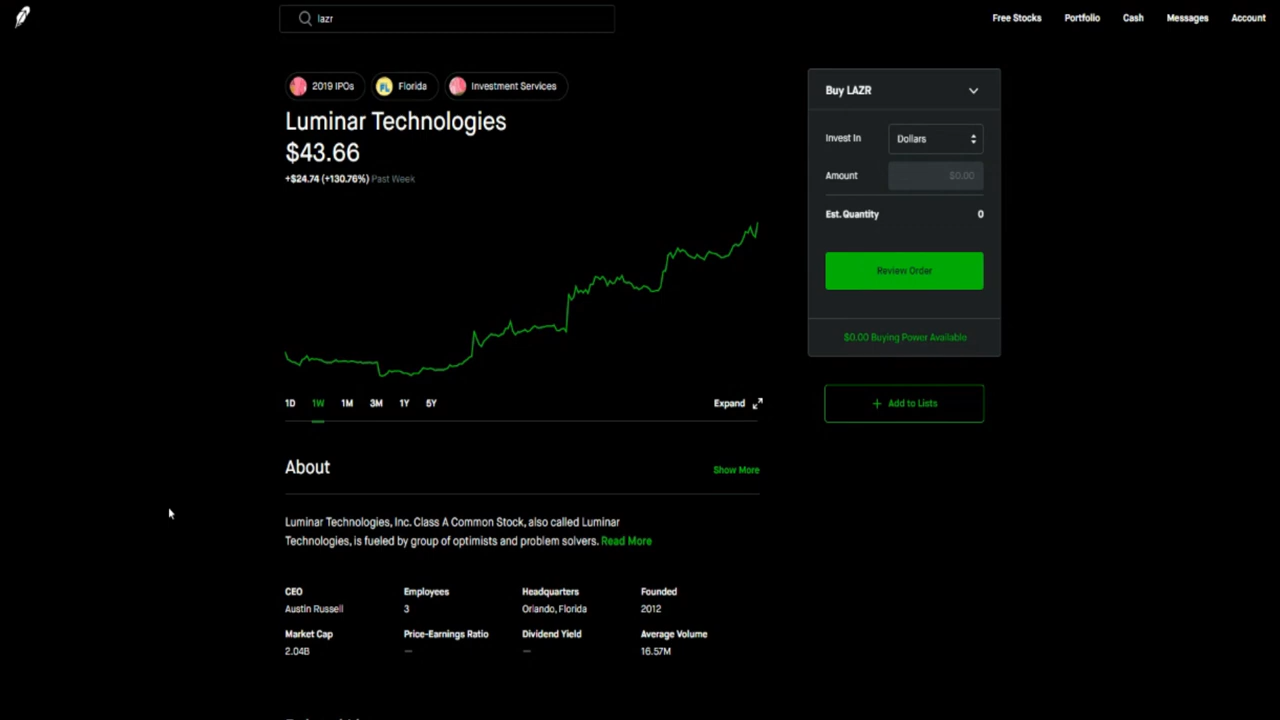 lazr
Free Stocks Portfolio Cash Messages Account
2019 IPOs FL Florida Investment Services
Luminar Technologies
$43.66
+$24.74 (+130.76%) Past Week
Buy LAZR
Invest In Dollars
Amount $0.00
Est. Quantity 0
Review Order
$0.00 Buying Power Available
Add to Lists
1D 1W 1M 3M 1Y 5Y Expand
About Show More
Luminar Technologies, Inc. Class A Common Stock, also called Luminar
Technologies, is fueled by group of optimists and problem solvers. Read More
CEO Employees Headquarters Founded
Austin Russell 3 Orlando, Florida 2012
Market Cap Price-Earnings Ratio Dividend Yield Average Volume
2.04B — — 16.57M